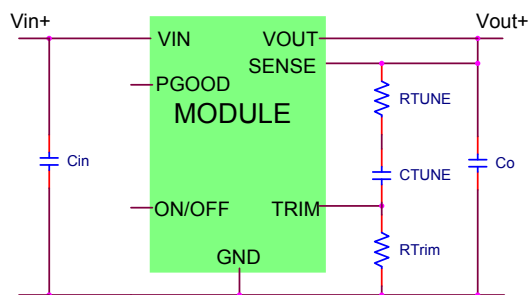 Vin+
Vout+
VIN
VOUT
SENSE
PGOOD
MODULE
RTUNE
Cin
CTUNE
Co
ON/OFF
TRIM
RTrim
GND